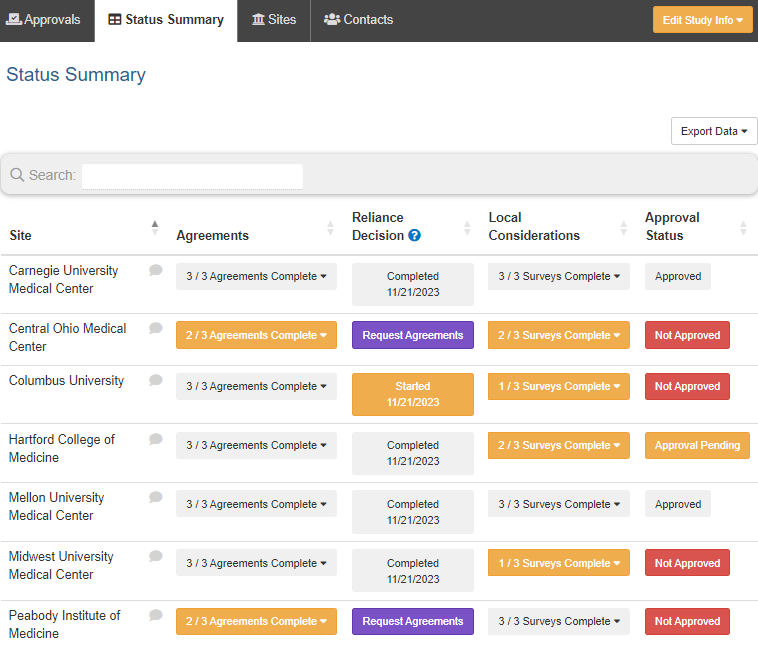 Approvals Status Summary Sites Contacts Edit Study Info
Status Summary
Export Data
Search:
Site Agreements Reliance Decision ? Local Considerations Approval Status
Carnegie University Medical Center 3 / 3 Agreements Complete Completed 11/21/2023 3 / 3 Surveys Complete Approved
Central Ohio Medical Center 2 / 3 Agreements Complete Request Agreements 2 / 3 Surveys Complete Not Approved
Columbus University 3 / 3 Agreements Complete Started 11/21/2023 1 / 3 Surveys Complete Not Approved
Hartford College of Medicine 3 / 3 Agreements Complete Completed 11/21/2023 2 / 3 Surveys Complete Approval Pending
Mellon University Medical Center 3 / 3 Agreements Complete Completed 11/21/2023 3 / 3 Surveys Complete Approved
Midwest University Medical Center 3 / 3 Agreements Complete Completed 11/21/2023 1 / 3 Surveys Complete Not Approved
Peabody Institute of Medicine 2 / 3 Agreements Complete Request Agreements 3 / 3 Surveys Complete Not Approved